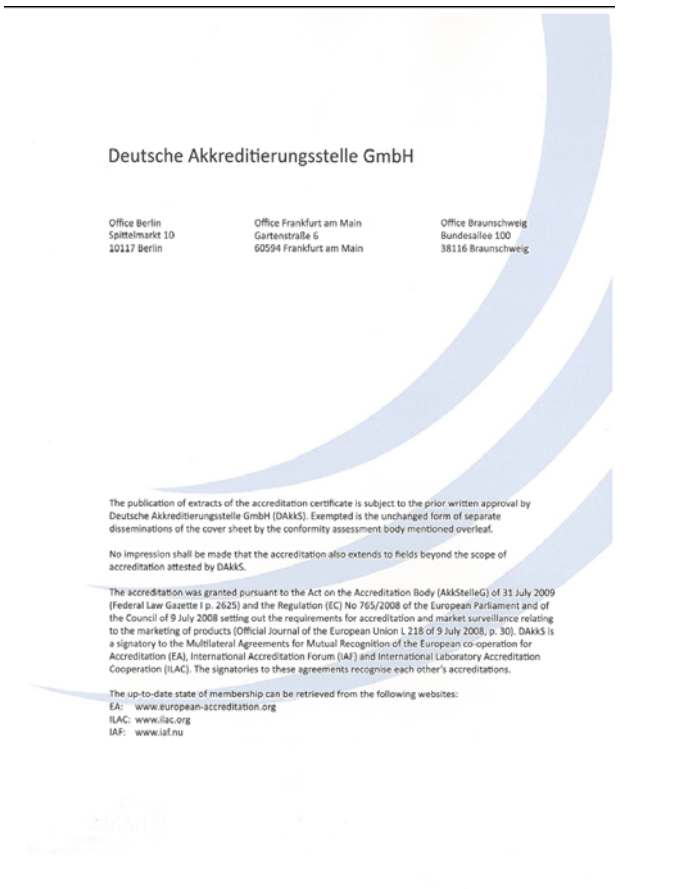 Deutsche Akkreditierungsstelle GmbH
Office Berlin
Spittelmarkt 10
10117 Berlin
Office Frankfurt am Main
Gartenstraße 6
60594 Frankfurt am Main
Office Braunschweig
Bundesallee 100
38116 Braunschweig
The publication of extracts of the accreditation certificate is subject to the prior written approval by
Deutsche Akkreditierungsstelle GmbH (DAkkS). Exempted is the unchanged form of separate
disseminations of the cover sheet by the conformity assessment body mentioned overleaf.
No impression shall be made that the accreditation also extends to fields beyond the scope of
accreditation attested by DAkkS.
The accreditation was granted pursuant to the Act on the Accreditation Body (AkkStelleG) of 31 July 2009
(Federal Law Gazette I p. 2625) and the Regulation (EC) No 765/2008 of the European Parliament and of
the Council of 9 July 2008 setting out the requirements for accreditation and market surveillance relating
to the marketing of products (Official Journal of the European Union L 218 of 9 July 2008, p. 30). DAkkS is
a signatory to the Multilateral Agreements for Mutual Recognition of the European co-operation for
Accreditation (EA), International Accreditation Forum (IAF) and International Laboratory Accreditation
Cooperation (ILAC). The signatories to these agreements recognise each other's accreditations.
The up-to-date state of membership can be retrieved from the following websites:
EA: www.european-accreditation.org
ILAC: www.ilac.org
IAF: www.iaf.nu